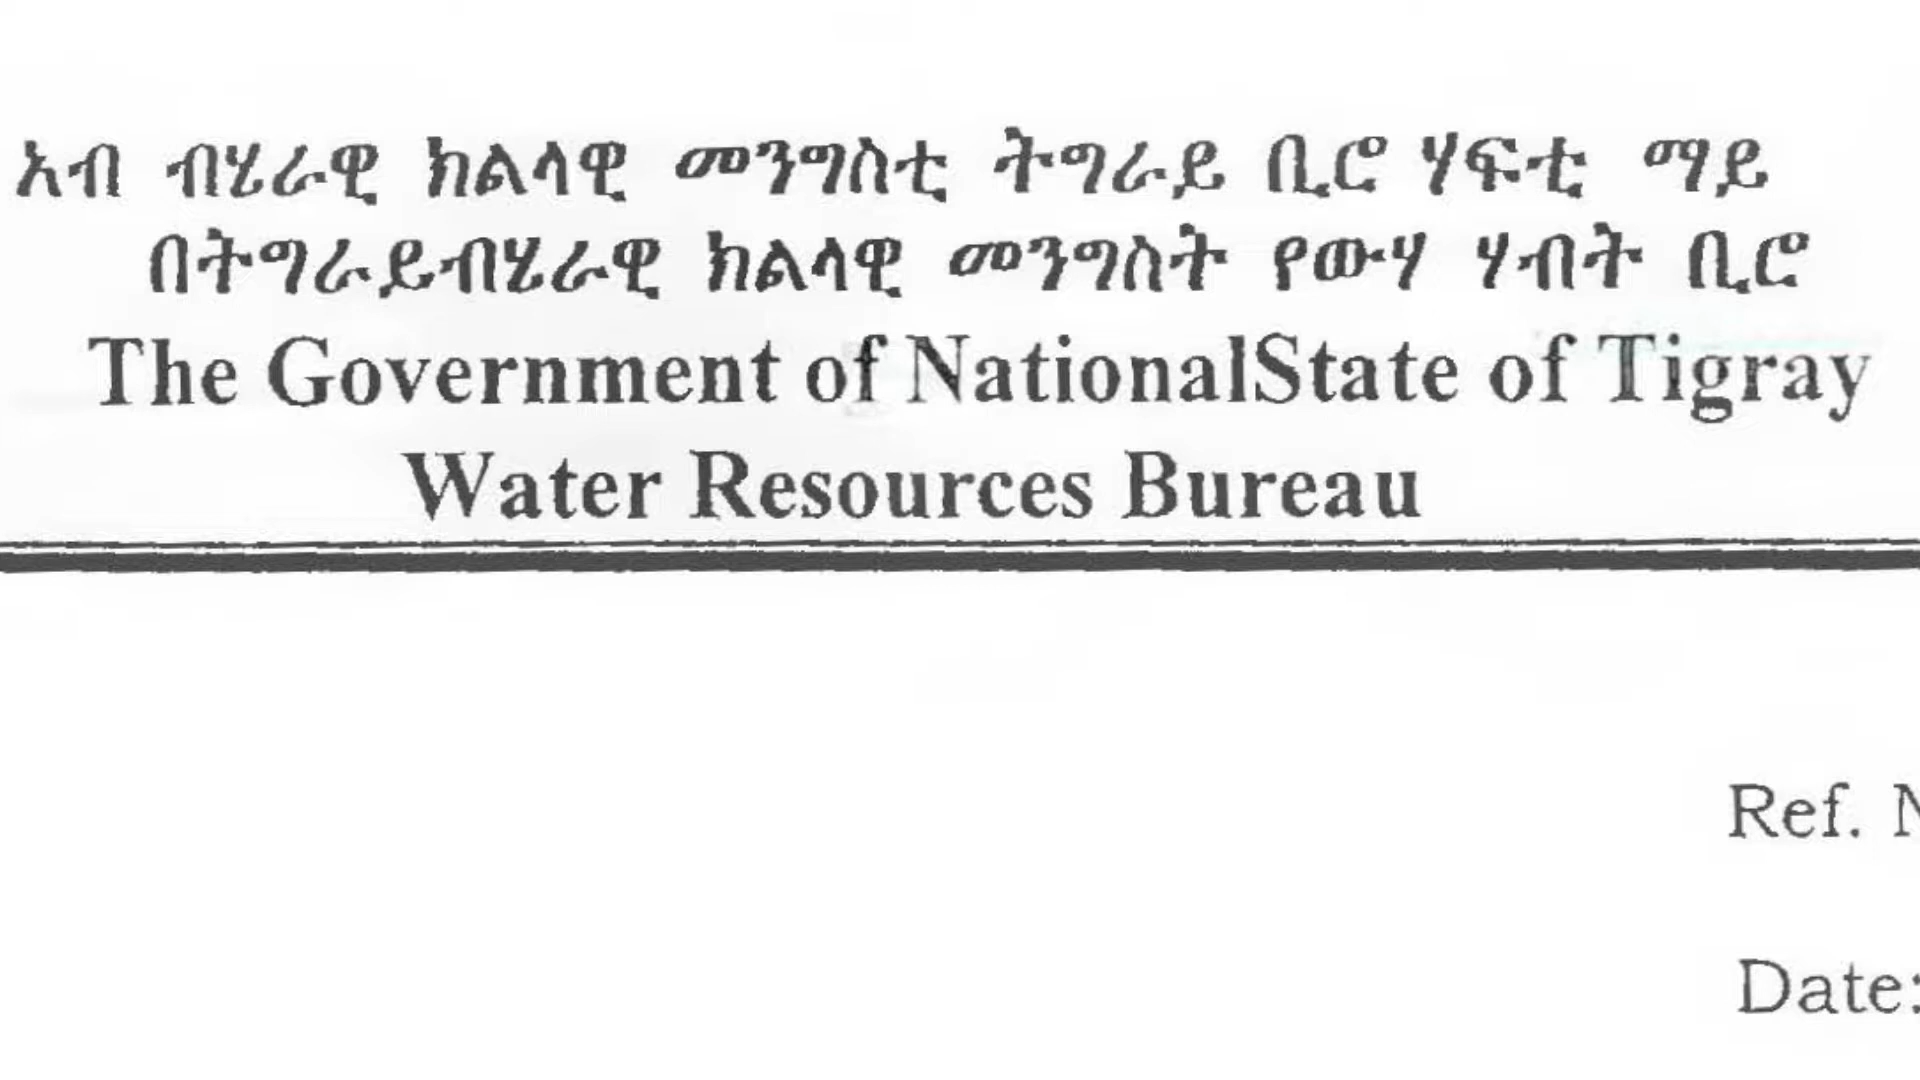 አብ ብሄራዊ ክልላዊ መንግስቲ ትግራይ ቢሮ ሃፍቲ ማይ
በትግራይብሄራዊ ክልላዊ መንግስት የውሃ ሃብት ቢሮ
The Government of NationalState of Tigray
Water Resources Bureau
Ref. N
Date: